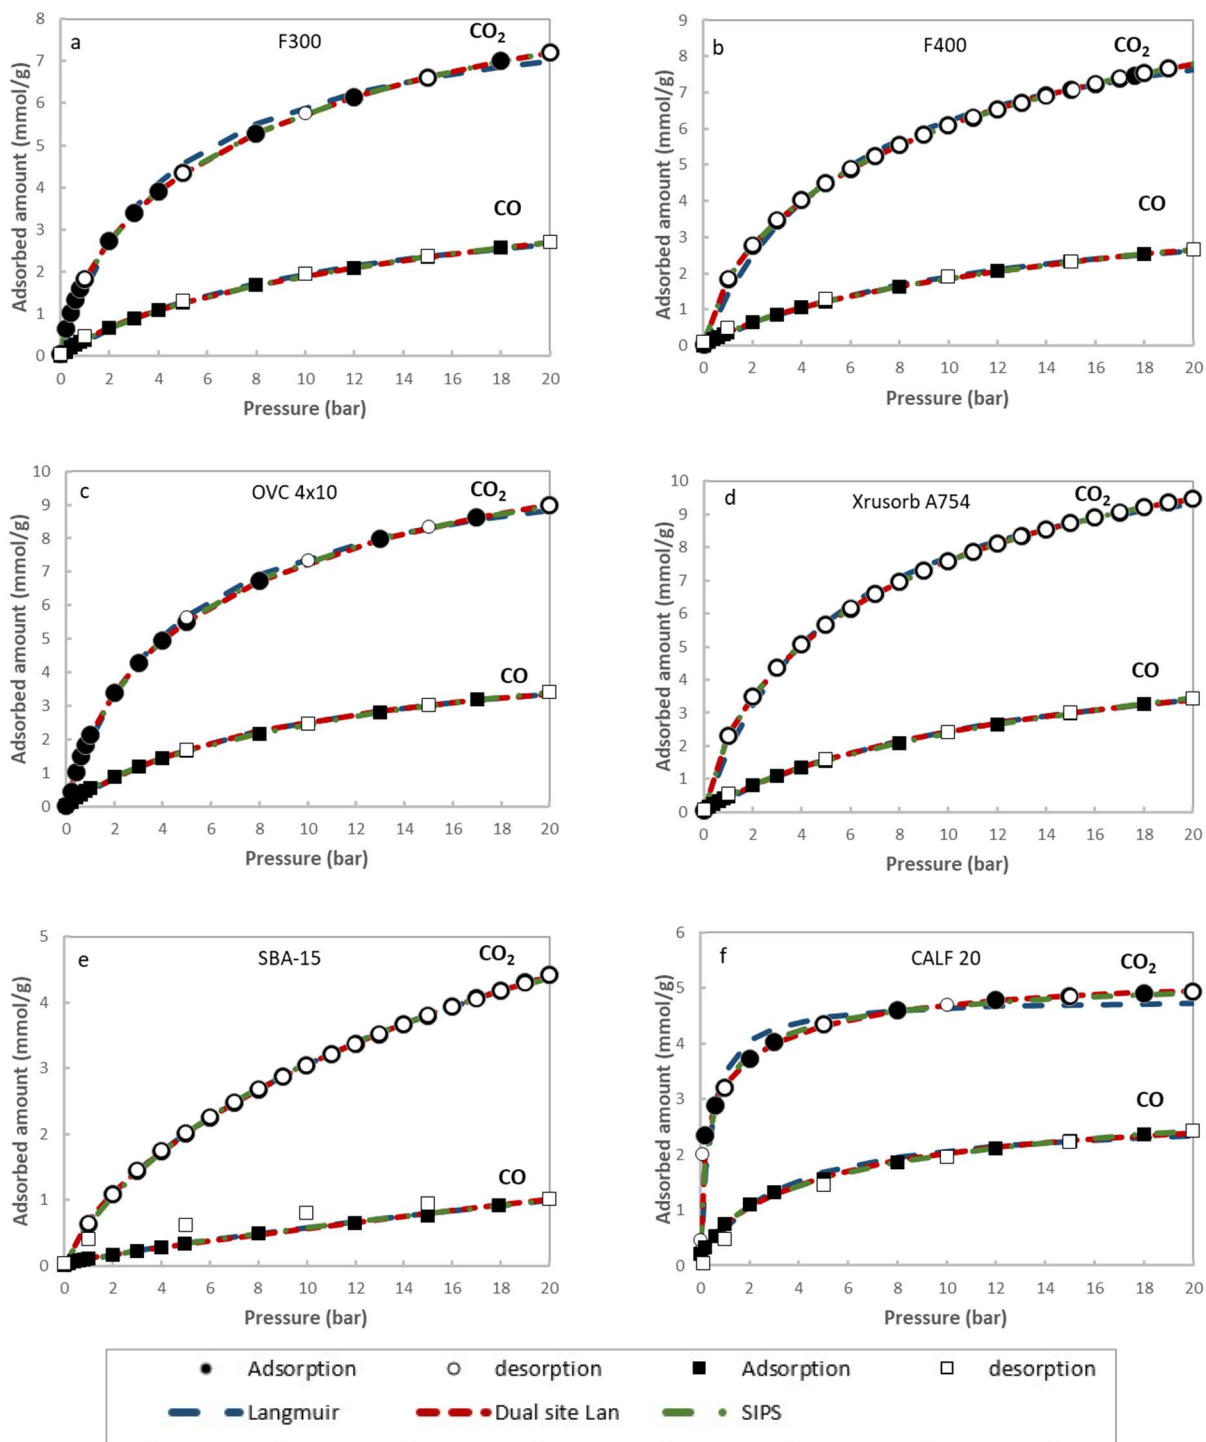 a
F300
CO2
CO
8
7
6
5
4
3
2
1
0
Adsorbed amount (mmol/g)
0 2 4 6 8 10 12 14 16 18 20
Pressure (bar)
b
F400
CO2
CO
9
8
7
6
5
4
3
2
1
0
Adsorbed amount (mmol/g)
0 2 4 6 8 10 12 14 16 18 20
Pressure (bar)
c
OVC 4x10
CO2
CO
10
9
8
7
6
5
4
3
2
1
0
Adsorbed amount (mmol/g)
0 2 4 6 8 10 12 14 16 18 20
Pressure (bar)
d
Xrusorb A754
CO2
CO
10
9
8
7
6
5
4
3
2
1
0
Adsorbed amount (mmol/g)
0 2 4 6 8 10 12 14 16 18 20
Pressure (bar)
e
SBA-15
CO2
CO
5
4
3
2
1
0
Adsorbed amount (mmol/g)
0 2 4 6 8 10 12 14 16 18 20
Pressure (bar)
f
CALF 20
CO2
CO
6
5
4
3
2
1
0
Adsorbed amount (mmol/g)
0 2 4 6 8 10 12 14 16 18 20
Pressure (bar)
Adsorption desorption Adsorption desorption
Langmuir Dual site Lan SIPS